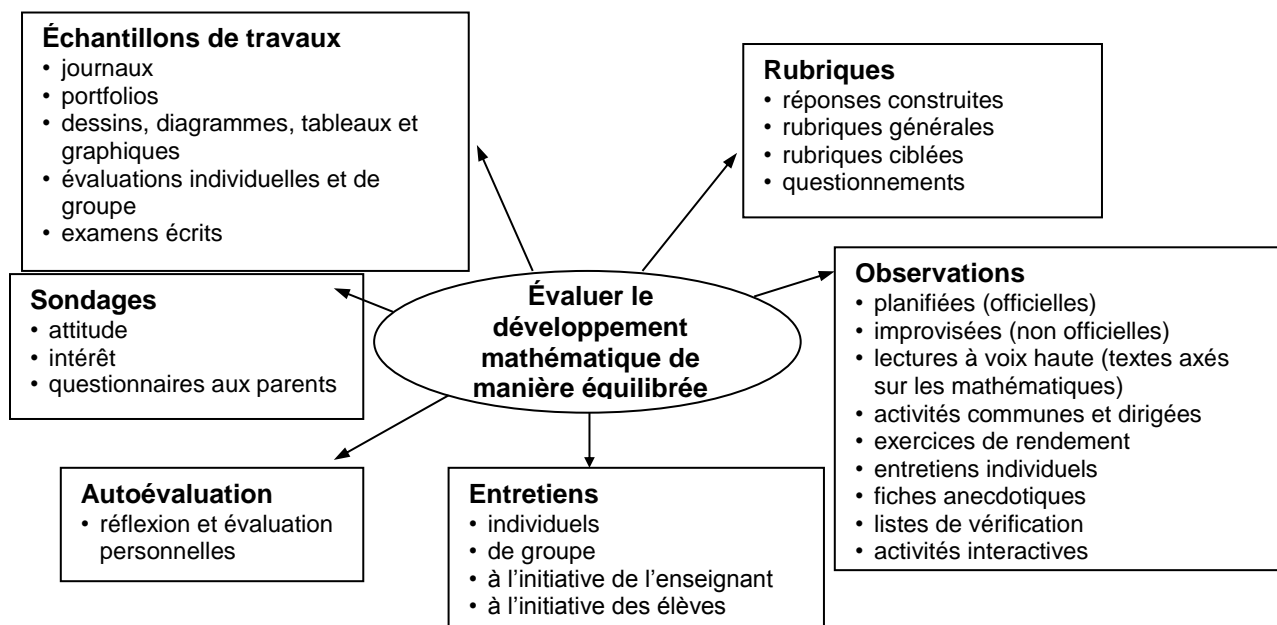 Échantillons de travaux
• journaux
• portfolios
• dessins, diagrammes, tableaux et
graphiques
• évaluations individuelles et de
groupe
• examens écrits
Rubriques
• réponses construites
• rubriques générales
• rubriques ciblées
• questionnements
Sondages
• attitude
• intérêt
• questionnaires aux parents
Évaluer le
développement
mathématique de
manière équilibrée
Observations
• planifiées (officielles)
• improvisées (non officielles)
• lectures à voix haute (textes axés
sur les mathématiques)
• activités communes et dirigées
• exercices de rendement
• entretiens individuels
• fiches anecdotiques
• listes de vérification
• activités interactives
Autoévaluation
• réflexion et évaluation
personnelles
Entretiens
• individuels
• de groupe
• à l’initiative de l’enseignant
• à l’initiative des élèves